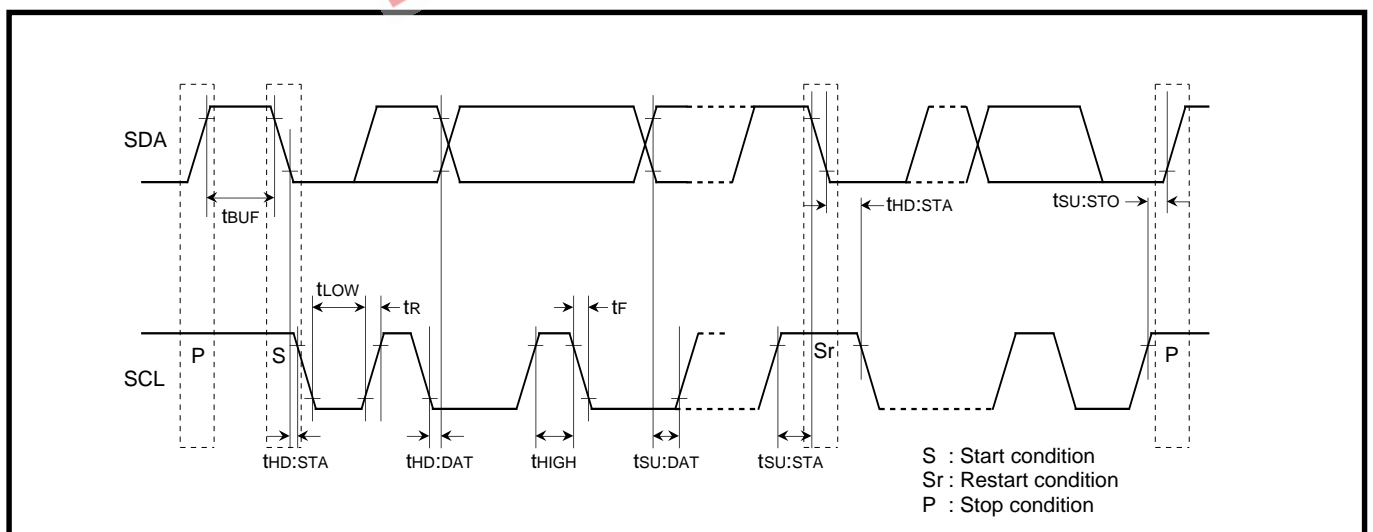 SDA
tBUF
tHD:STA
tSU:STO
tLOW
tR
tF
P
S
Sr
P
SCL
tHD:STA
tHD:DAT
tHIGH
tSU:DAT
tSU:STA
S : Start condition
Sr : Restart condition
P : Stop condition